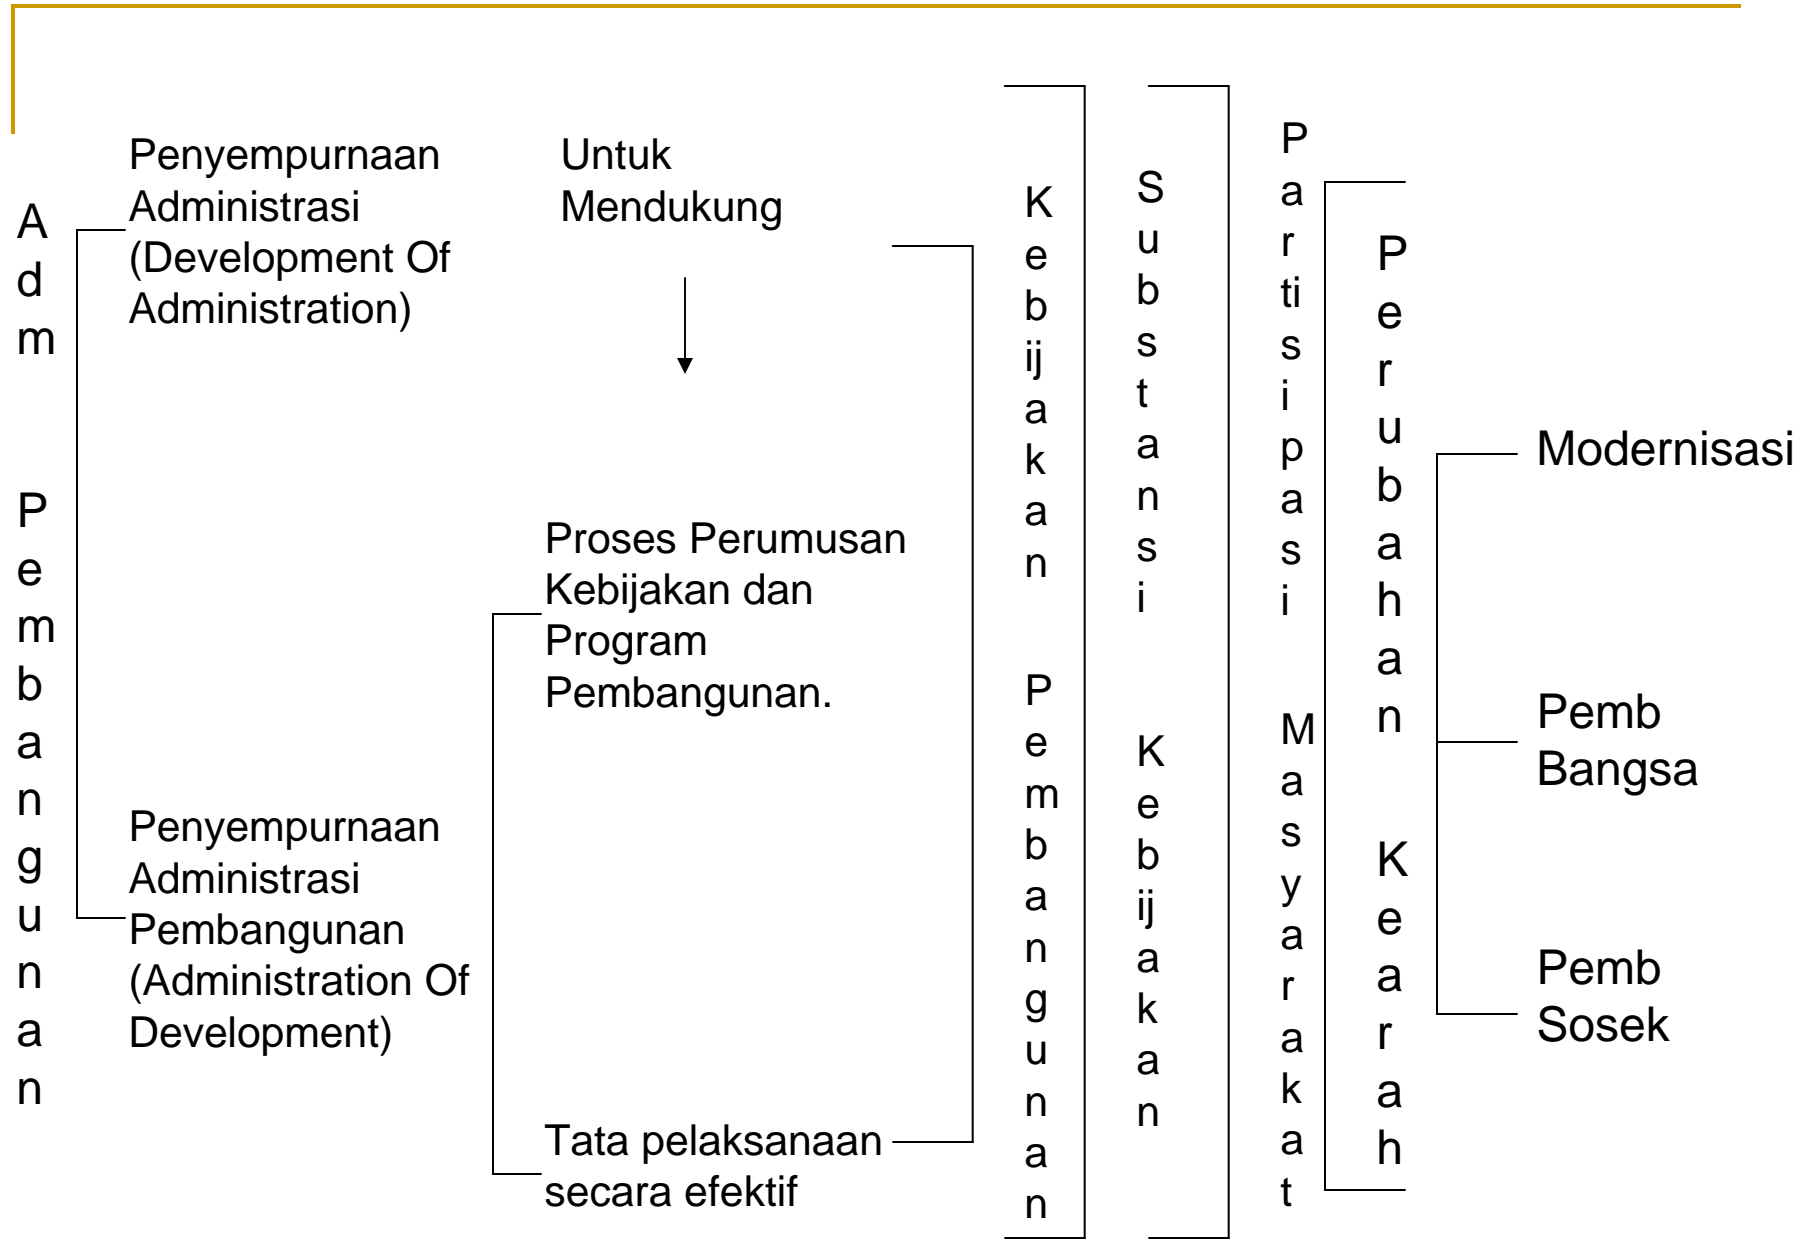 Adm Pembangunan
Penyempurnaan
Administrasi
(Development Of
Administration)
Penyempurnaan
Administrasi
Pembangunan
(Administration Of
Development)
Untuk
Mendukung
Proses Perumusan
Kebijakan dan
Program
Pembangunan.
Tata pelaksanaan
secara efektif
Kebijakan Pembangunan
Substansi Kebijakan
Partisipasi Masyarakat
Perubahan Kearah
Modernisasi
Pemb
Bangsa
Pemb
Sosek